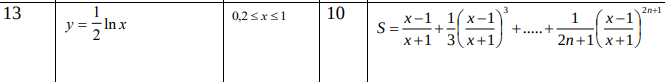 13 y = 1/2 ln x 0,2 ≤ x ≤ 1 10 S = (x−1)/(x+1) + 1/3 ((x−1)/(x+1))^3 + ..... + 1/(2n+1) ((x−1)/(x+1))^(2n+1)